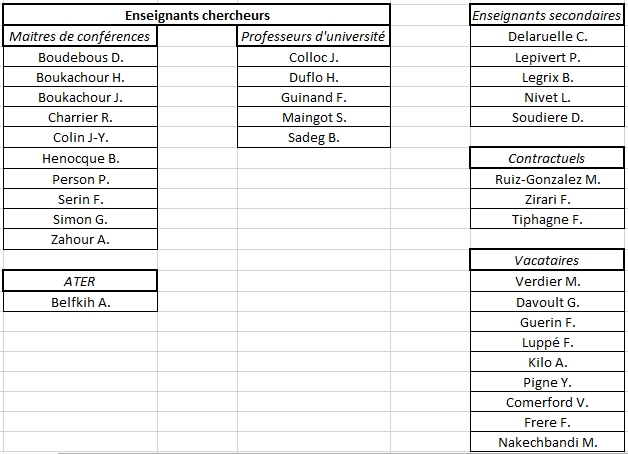 Enseignants chercheurs
Maitres de conférences
Boudebous D.
Boukachour H.
Boukachour J.
Charrier R.
Colin J-Y.
Henocque B.
Person P.
Serin F.
Simon G.
Zahour A.
ATER
Belfkih A.
Professeurs d'université
Colloc J.
Duflo H.
Guinand F.
Maingot S.
Sadeg B.
Enseignants secondaires
Delaruelle C.
Lepivert P.
Legrix B.
Nivet L.
Soudiere D.
Contractuels
Ruiz-Gonzalez M.
Zirari F.
Tiphagne F.
Vacataires
Verdier M.
Davoult G.
Guerin F.
Luppé F.
Kilo A.
Pigne Y.
Comerford V.
Frere F.
Nakechbandi M.